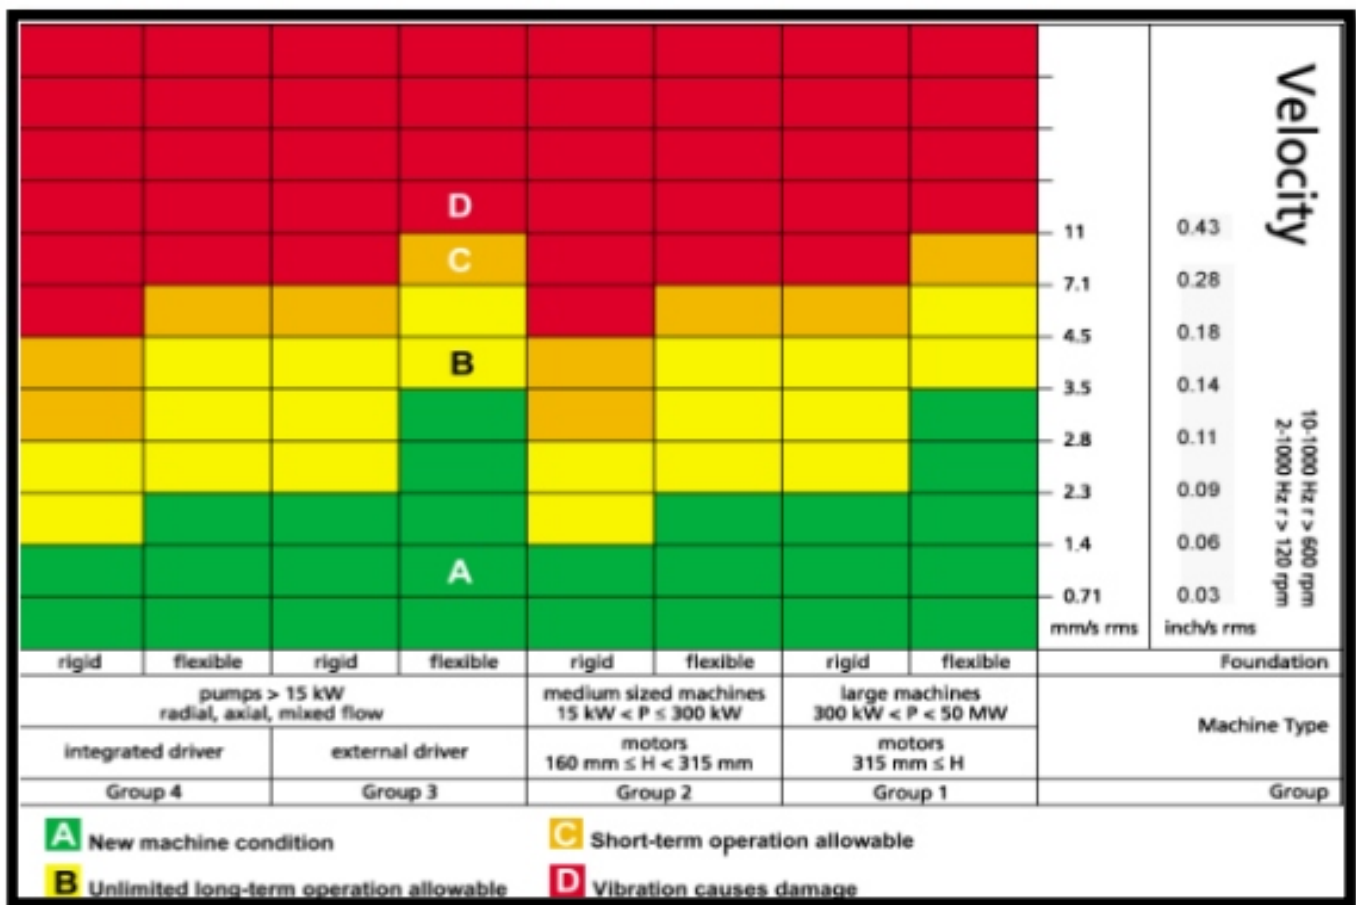 Velocity
10-1000 Hz r > 600 rpm
2-1000 Hz r > 120 rpm
D
C
B
A
11 0.43
7.1 0.28
4.5 0.18
3.5 0.14
2.8 0.11
2.3 0.09
1.4 0.06
0.71 0.03
mm/s rms inch/s rms
rigid flexible rigid flexible rigid flexible rigid flexible Foundation
pumps > 15 kW
radial, axial, mixed flow
medium sized machines
15 kW < P ≤ 300 kW
large machines
300 kW < P < 50 MW
Machine Type
integrated driver
external driver
motors
160 mm ≤ H < 315 mm
motors
315 mm ≤ H
Group 4 Group 3 Group 2 Group 1 Group
A New machine condition
C Short-term operation allowable
B Unlimited long-term operation allowable
D Vibration causes damage